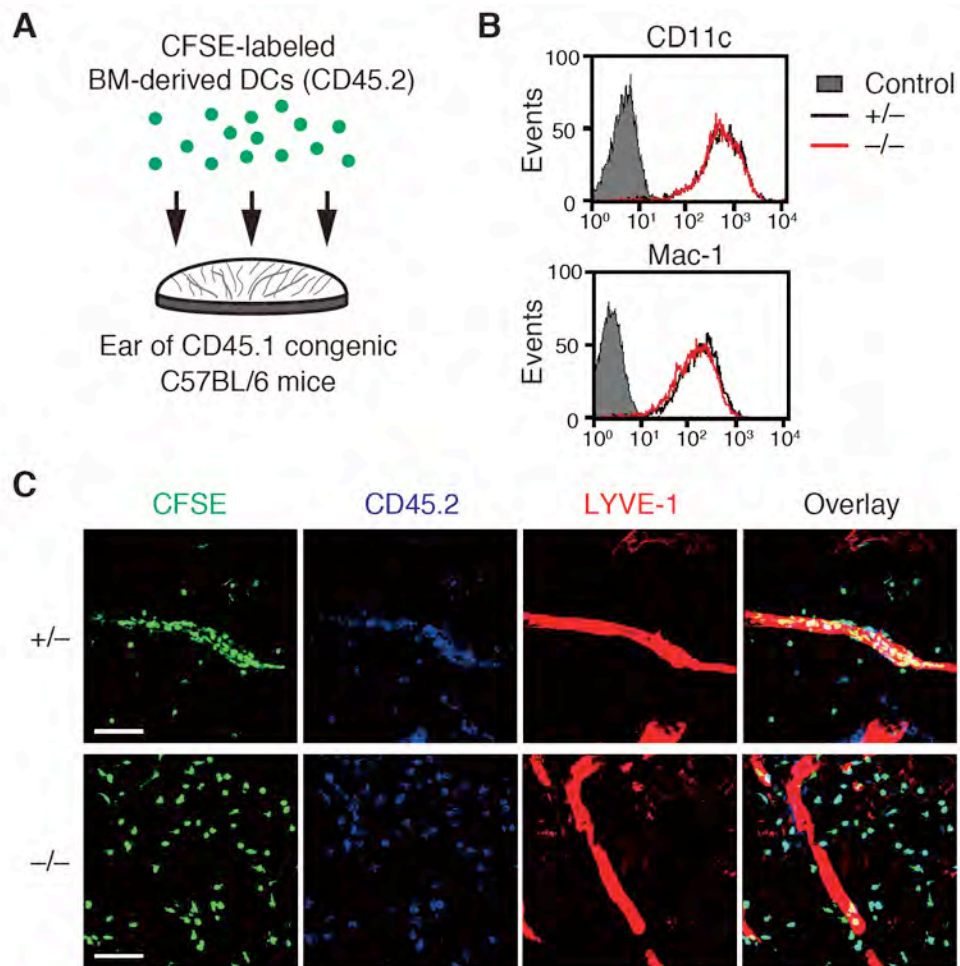 A
CFSE-labeled
BM-derived DCs (CD45.2)
Ear of CD45.1 congenic
C57BL/6 mice
B
CD11c
100
50
0
Events
10⁰ 10¹ 10² 10³ 10⁴
Control
+/–
–/–
Mac-1
100
50
0
Events
10⁰ 10¹ 10² 10³ 10⁴
C
CFSE CD45.2 LYVE-1 Overlay
+/–
–/–